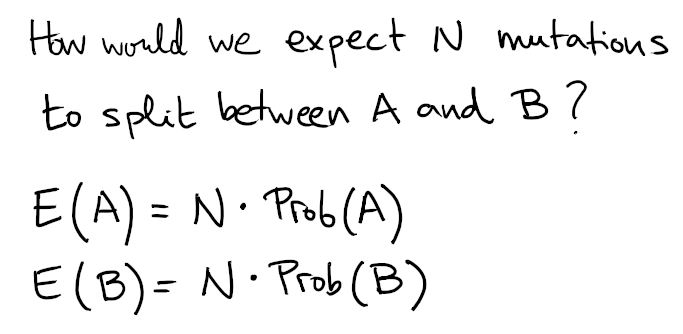 How would we expect N mutations
to split between A and B?
E(A) = N · Prob(A)
E(B) = N · Prob(B)